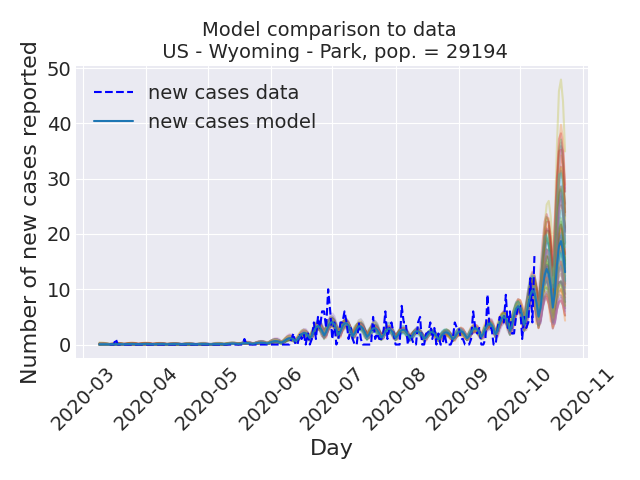 Model comparison to data
US - Wyoming - Park, pop. = 29194
Number of new cases reported
50
40
30
20
10
0
new cases data
new cases model
2020-03
2020-04
2020-05
2020-06
2020-07
2020-08
2020-09
2020-10
2020-11
Day